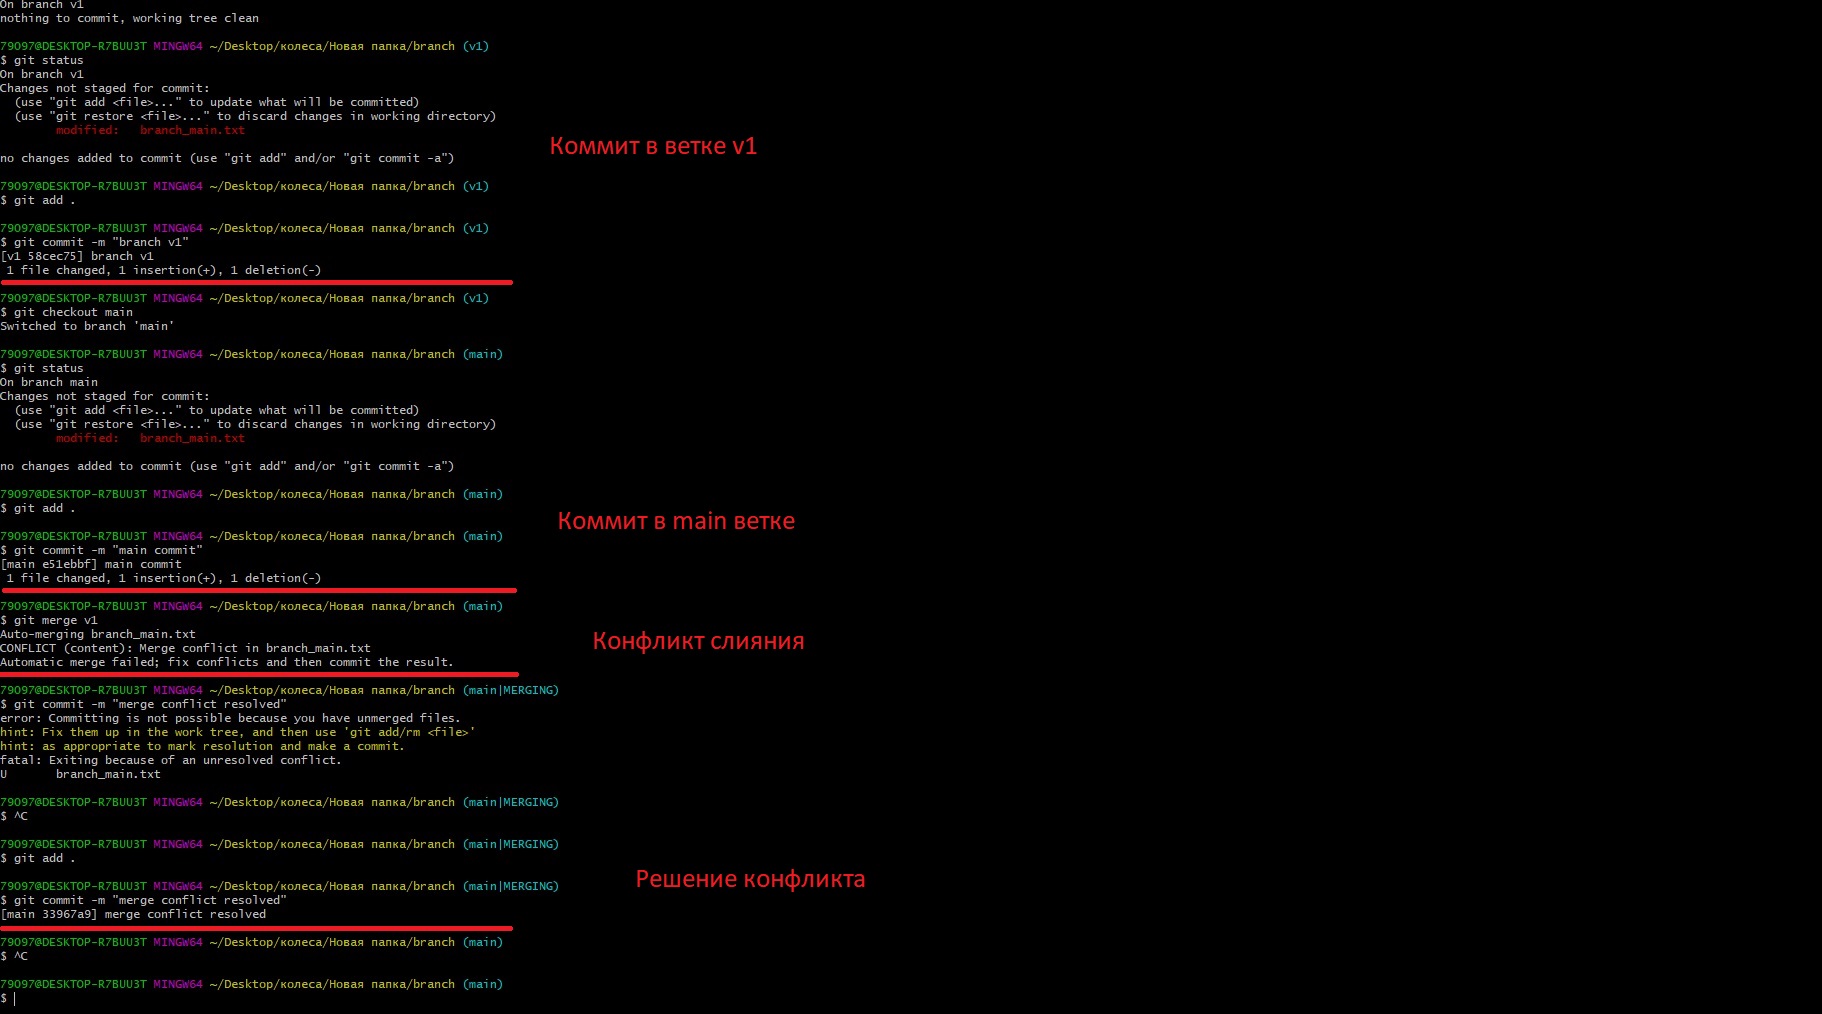 On branch v1
nothing to commit, working tree clean
79097@DESKTOP-R7BUU3T MINGW64 ~/Desktop/колеса/Новая папка/branch (v1)
$ git status
On branch v1
Changes not staged for commit:
(use "git add <file>..." to update what will be committed)
(use "git restore <file>..." to discard changes in working directory)
modified: branch_main.txt
Коммит в ветке v1
no changes added to commit (use "git add" and/or "git commit -a")
79097@DESKTOP-R7BUU3T MINGW64 ~/Desktop/колеса/Новая папка/branch (v1)
$ git add .
79097@DESKTOP-R7BUU3T MINGW64 ~/Desktop/колеса/Новая папка/branch (v1)
$ git commit -m "branch v1"
[v1 58cec75] branch v1
1 file changed, 1 insertion(+), 1 deletion(-)
79097@DESKTOP-R7BUU3T MINGW64 ~/Desktop/колеса/Новая папка/branch (v1)
$ git checkout main
Switched to branch 'main'
79097@DESKTOP-R7BUU3T MINGW64 ~/Desktop/колеса/Новая папка/branch (main)
$ git status
On branch main
Changes not staged for commit:
(use "git add <file>..." to update what will be committed)
(use "git restore <file>..." to discard changes in working directory)
modified: branch_main.txt
no changes added to commit (use "git add" and/or "git commit -a")
79097@DESKTOP-R7BUU3T MINGW64 ~/Desktop/колеса/Новая папка/branch (main)
$ git add .
Коммит в main ветке
79097@DESKTOP-R7BUU3T MINGW64 ~/Desktop/колеса/Новая папка/branch (main)
$ git commit -m "main commit"
[main e51ebbf] main commit
1 file changed, 1 insertion(+), 1 deletion(-)
79097@DESKTOP-R7BUU3T MINGW64 ~/Desktop/колеса/Новая папка/branch (main)
$ git merge v1
Auto-merging branch_main.txt
Конфликт слияния
CONFLICT (content): Merge conflict in branch_main.txt
Automatic merge failed; fix conflicts and then commit the result.
79097@DESKTOP-R7BUU3T MINGW64 ~/Desktop/колеса/Новая папка/branch (main|MERGING)
$ git commit -m "merge conflict resolved"
error: Committing is not possible because you have unmerged files.
hint: Fix them up in the work tree, and then use 'git add/rm <file>'
hint: as appropriate to mark resolution and make a commit.
fatal: Exiting because of an unresolved conflict.
U branch_main.txt
79097@DESKTOP-R7BUU3T MINGW64 ~/Desktop/колеса/Новая папка/branch (main|MERGING)
$ ^C
79097@DESKTOP-R7BUU3T MINGW64 ~/Desktop/колеса/Новая папка/branch (main|MERGING)
$ git add .
Решение конфликта
79097@DESKTOP-R7BUU3T MINGW64 ~/Desktop/колеса/Новая папка/branch (main|MERGING)
$ git commit -m "merge conflict resolved"
[main 33967a9] merge conflict resolved
79097@DESKTOP-R7BUU3T MINGW64 ~/Desktop/колеса/Новая папка/branch (main)
$ ^C
79097@DESKTOP-R7BUU3T MINGW64 ~/Desktop/колеса/Новая папка/branch (main)
$